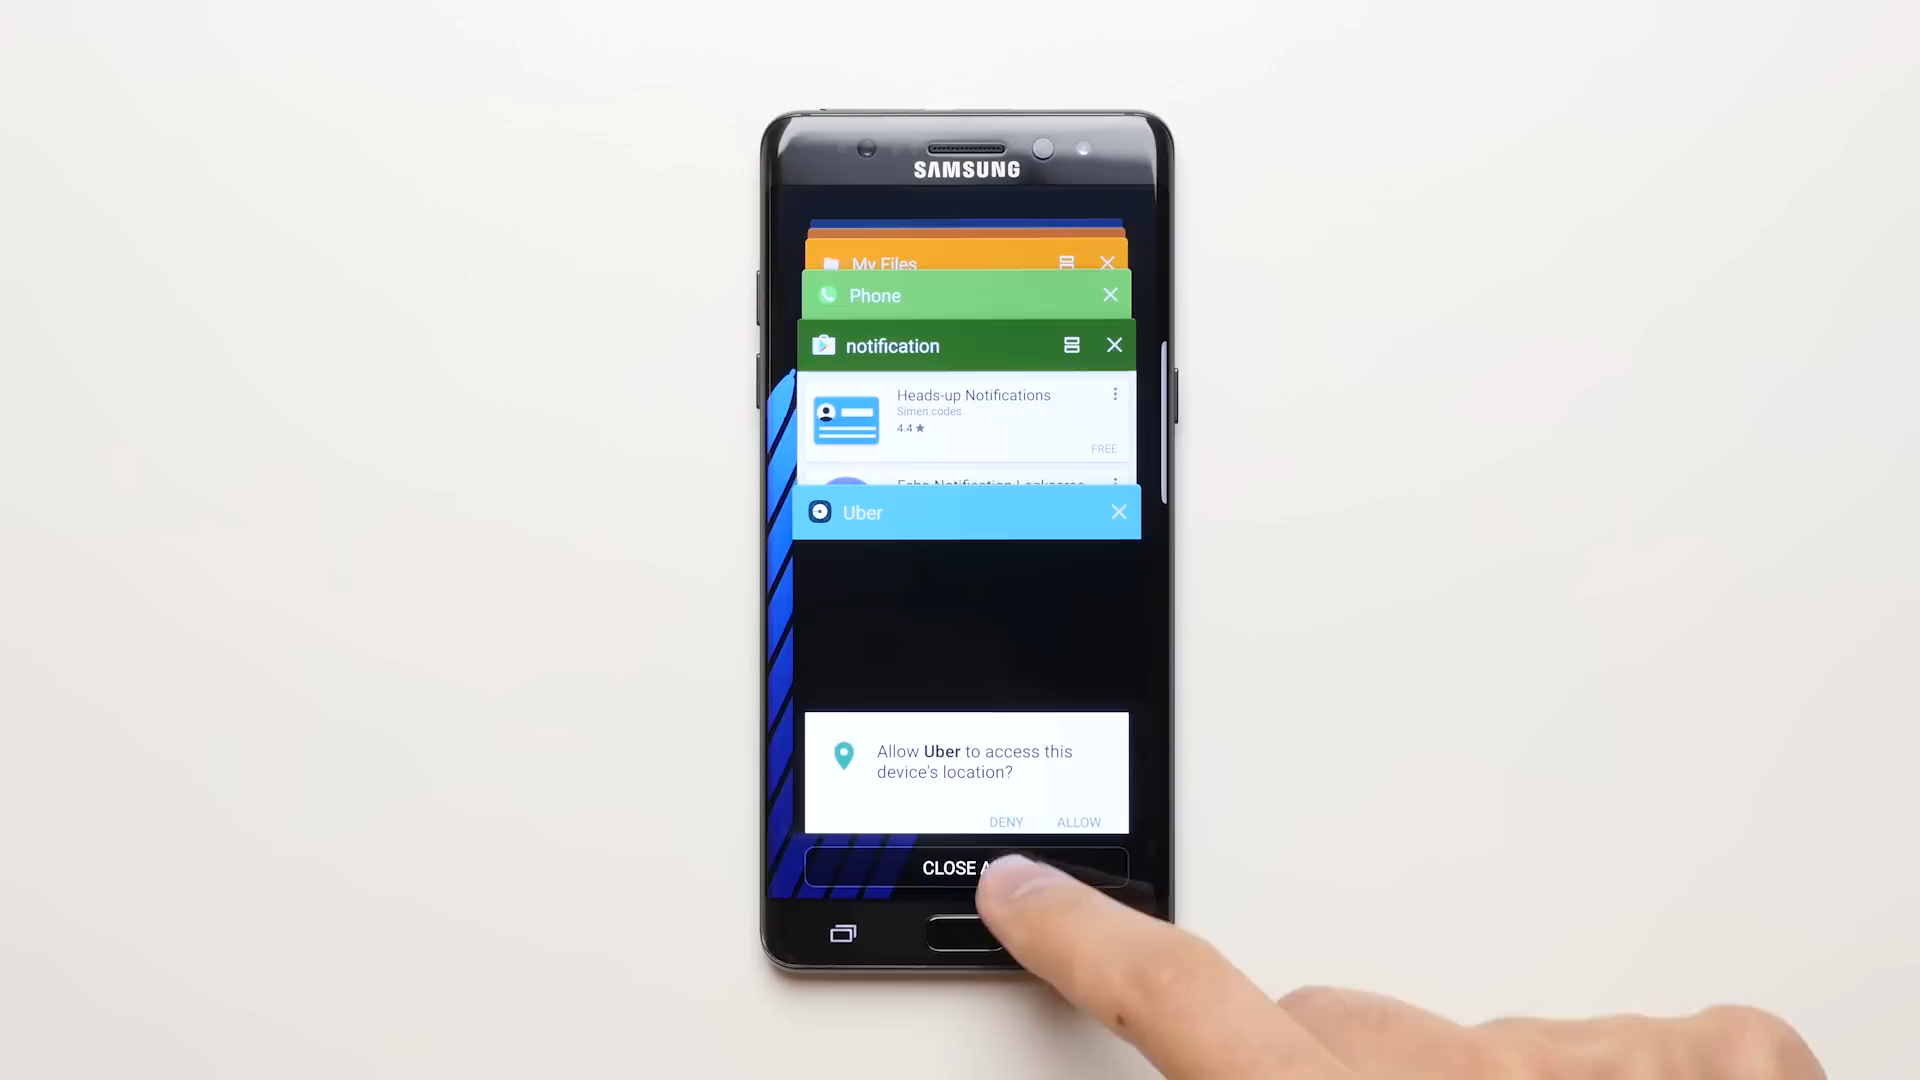 SAMSUNG
My Files
Phone
notification
Heads-up Notifications
Simen.codes
4.4
FREE
Notification
Uber
Allow Uber to access this
device's location?
DENY ALLOW
CLOSE